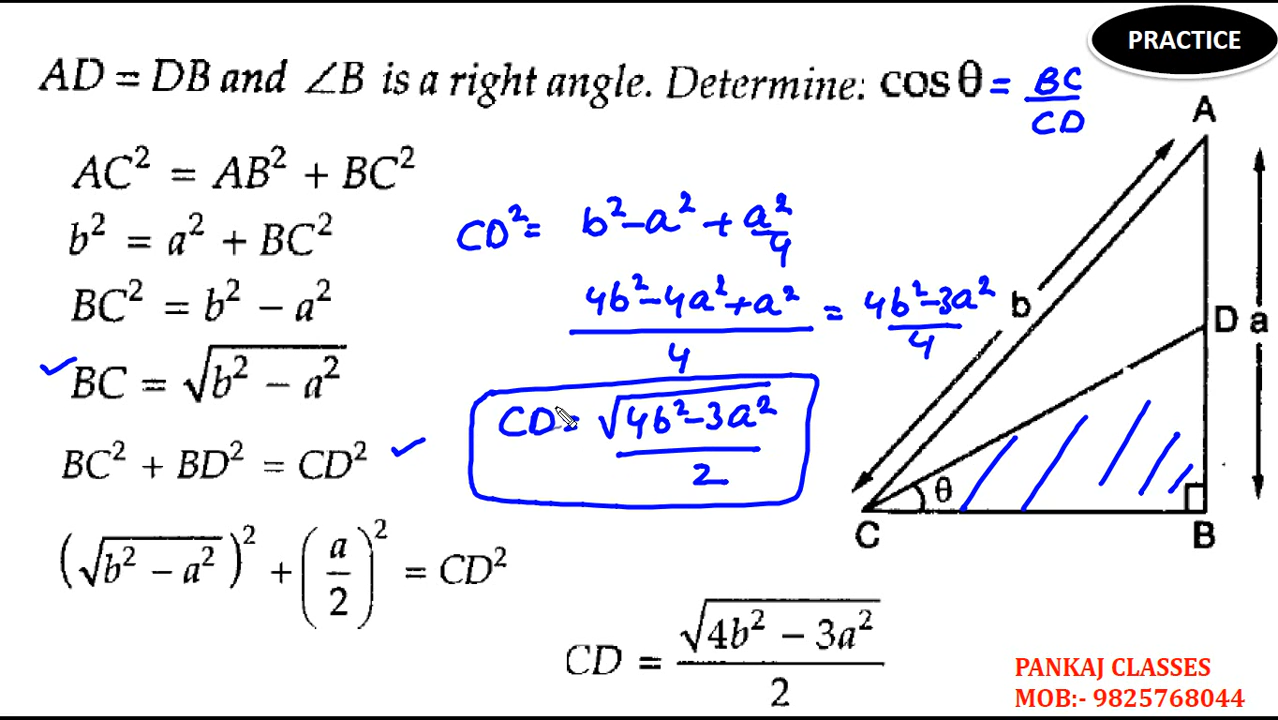 PRACTICE
AD = DB and ∠B is a right angle. Determine: cos θ = BC/CD
AC² = AB² + BC²
b² = a² + BC²
BC² = b² − a²
✓ BC = √(b² − a²)
BC² + BD² = CD² ✓
(√(b² − a²))² + (a/2)² = CD²
CD² = b² − a² + a²/4
(4b² − 4a² + a²)/4 = (4b² − 3a²)/4
CD = √(4b² − 3a²)/2
CD = √(4b² − 3a²)/2
A
b
D a
θ
C B
PANKAJ CLASSES
MOB:- 9825768044